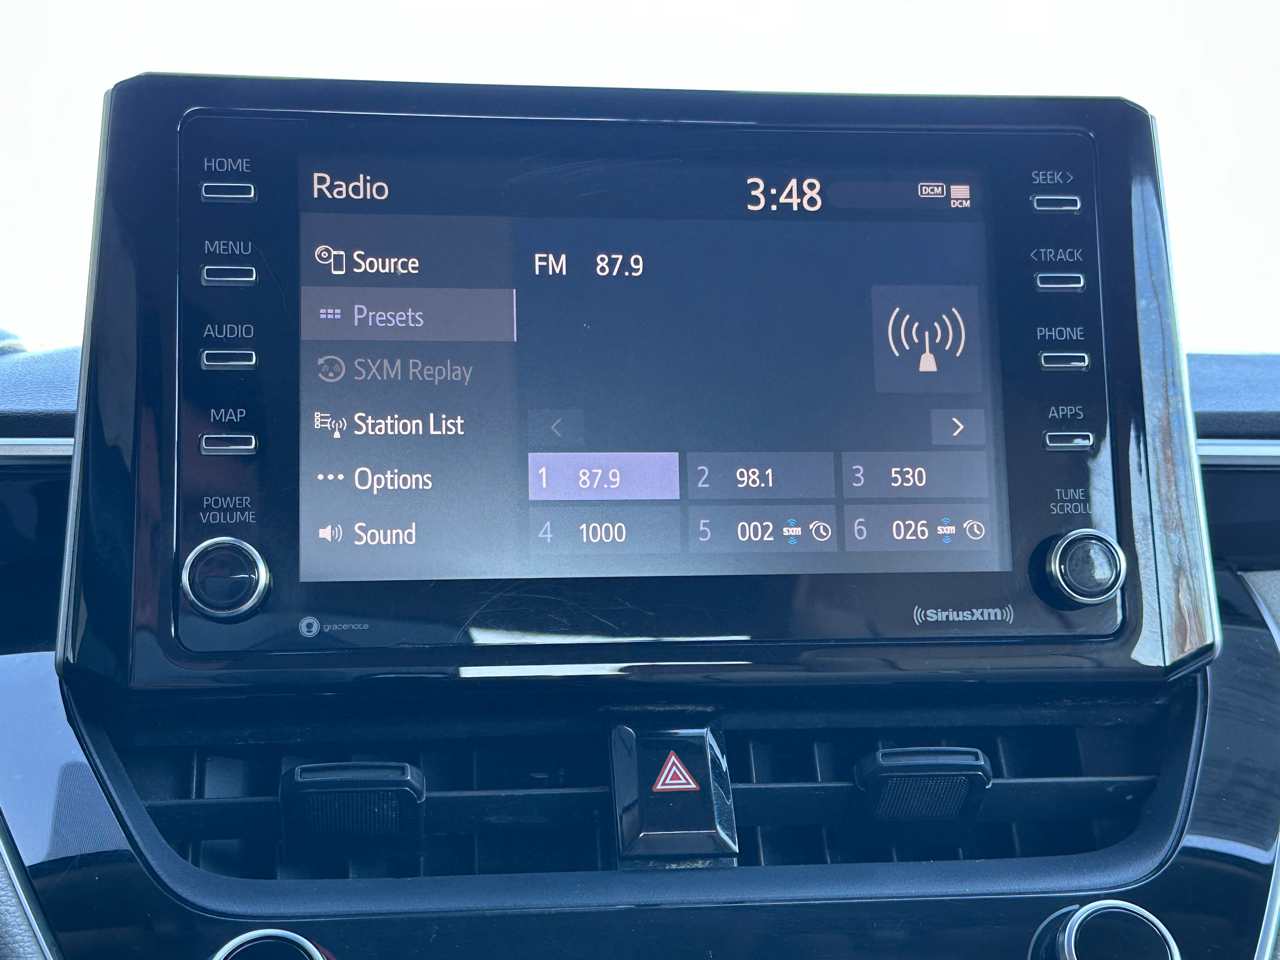 HOME
MENU
AUDIO
MAP
POWER
VOLUME
Radio
3:48
DCM
DCM
Source
Presets
SXM Replay
Station List
Options
Sound
FM 87.9
<
>
1 87.9
2 98.1
3 530
4 1000
5 002 sxm
6 026 sxm
SEEK >
< TRACK
PHONE
APPS
TUNE
SCROLL
gracenote
((SiriusXM))